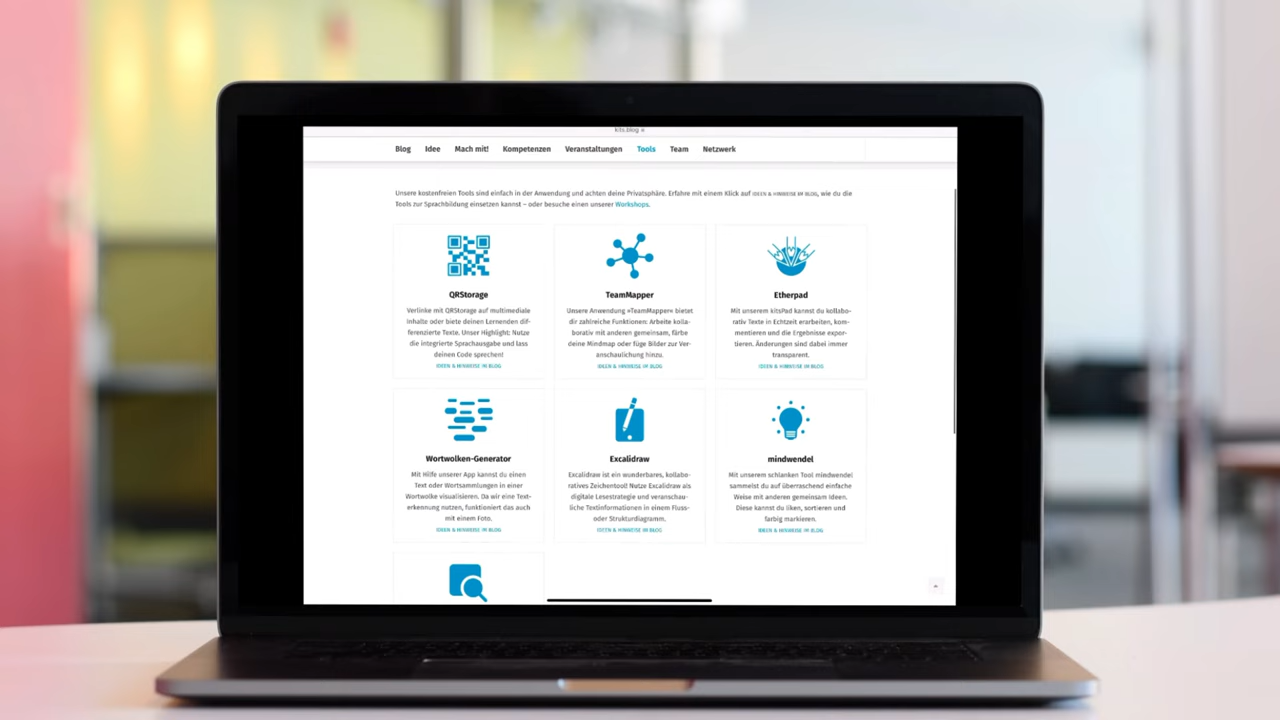 kits.blog
Blog Idee Mach mit! Kompetenzen Veranstaltungen Tools Team Netzwerk
Unsere kostenfreien Tools sind einfach in der Anwendung und achten deine Privatsphäre. Erfahre mit einem Klick auf IDEEN & HINWEISE IM BLOG, wie du die
Tools zur Sprachbildung einsetzen kannst – oder besuche einen unserer Workshops.
QRStorage
Verlinke mit QRStorage auf multimediale
Inhalte oder biete deinen Lernenden dif-
ferenzierte Texte. Unser Highlight: Nutze
die integrierte Sprachausgabe und lass
deinen Code sprechen!
IDEEN & HINWEISE IM BLOG
TeamMapper
Unsere Anwendung »TeamMapper« bietet
dir zahlreiche Funktionen: Arbeite kolla-
borativ mit anderen gemeinsam, färbe
deine Mindmap oder füge Bilder zur Ver-
anschaulichung hinzu.
IDEEN & HINWEISE IM BLOG
Etherpad
Mit unserem kitsPad kannst du kollabo-
rativ Texte in Echtzeit erarbeiten, kom-
mentieren und die Ergebnisse expor-
tieren. Änderungen sind dabei immer
transparent.
IDEEN & HINWEISE IM BLOG
Wortwolken-Generator
Mit Hilfe unserer App kannst du einen
Text oder Wortsammlungen in einer
Wortwolke visualisieren. Da wir eine Text-
erkennung nutzen, funktioniert das auch
mit einem Foto.
IDEEN & HINWEISE IM BLOG
Excalidraw
Excalidraw ist ein wunderbares, kollabo-
ratives Zeichentool! Nutze Excalidraw als
digitale Lesestrategie und veranschau-
liche Textinformationen in einem Fluss-
oder Strukturdiagramm.
IDEEN & HINWEISE IM BLOG
mindwendel
Mit unserem schlanken Tool mindwendel
sammelst du auf überraschend einfache
Weise mit anderen gemeinsam Ideen.
Diese kannst du liken, sortieren und
farbig markieren.
IDEEN & HINWEISE IM BLOG